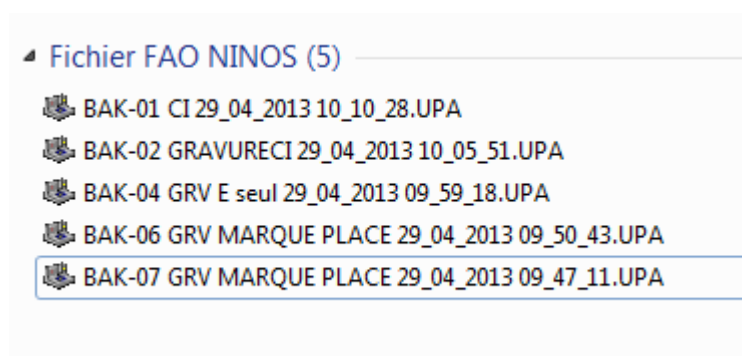 Fichier FAO NINOS (5)
BAK-01 CI 29_04_2013 10_10_28.UPA
BAK-02 GRAVURECI 29_04_2013 10_05_51.UPA
BAK-04 GRV E seul 29_04_2013 09_59_18.UPA
BAK-06 GRV MARQUE PLACE 29_04_2013 09_50_43.UPA
BAK-07 GRV MARQUE PLACE 29_04_2013 09_47_11.UPA